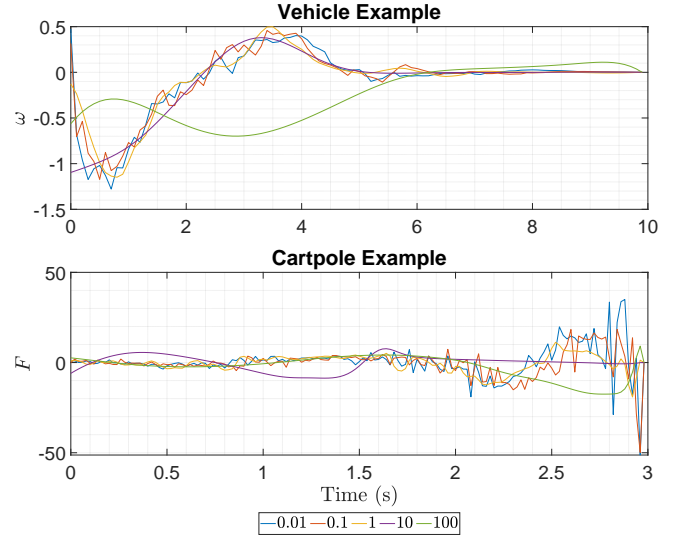 Vehicle Example
0.5
0
-0.5
-1
-1.5
ω
0 2 4 6 8 10
Cartpole Example
50
0
-50
F
0 0.5 1 1.5 2 2.5 3
Time (s)
0.01 0.1 1 10 100